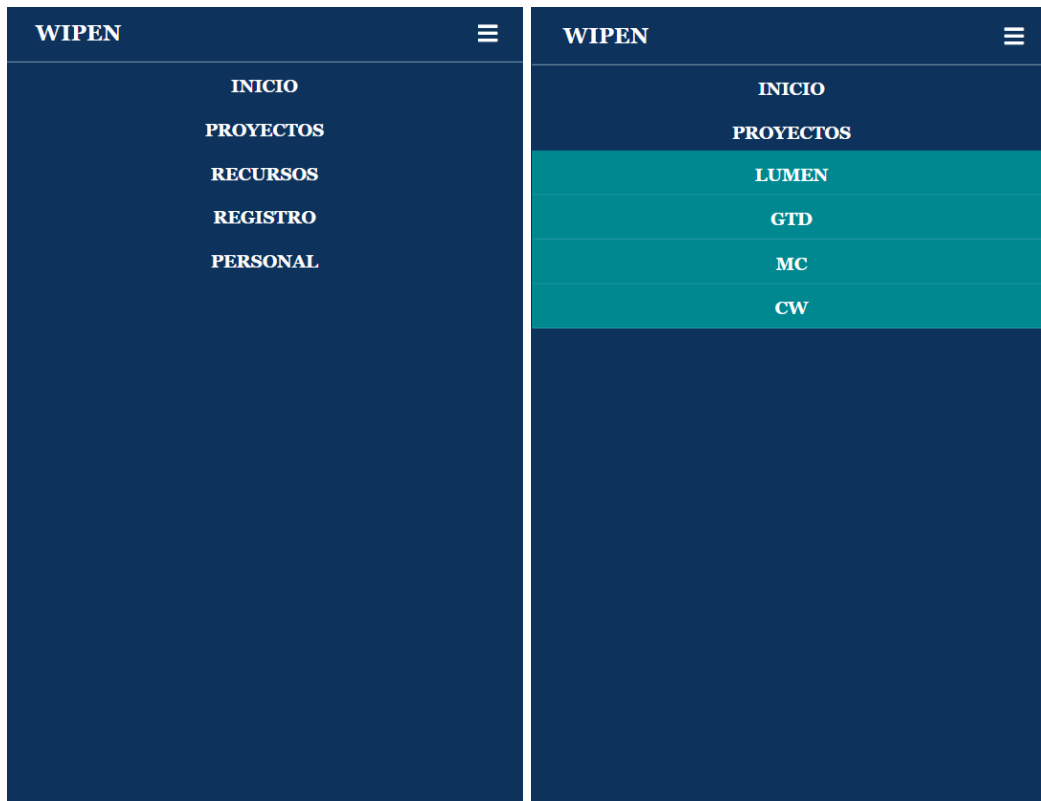 WIPEN
INICIO
PROYECTOS
RECURSOS
REGISTRO
PERSONAL
WIPEN
INICIO
PROYECTOS
LUMEN
GTD
MC
CW